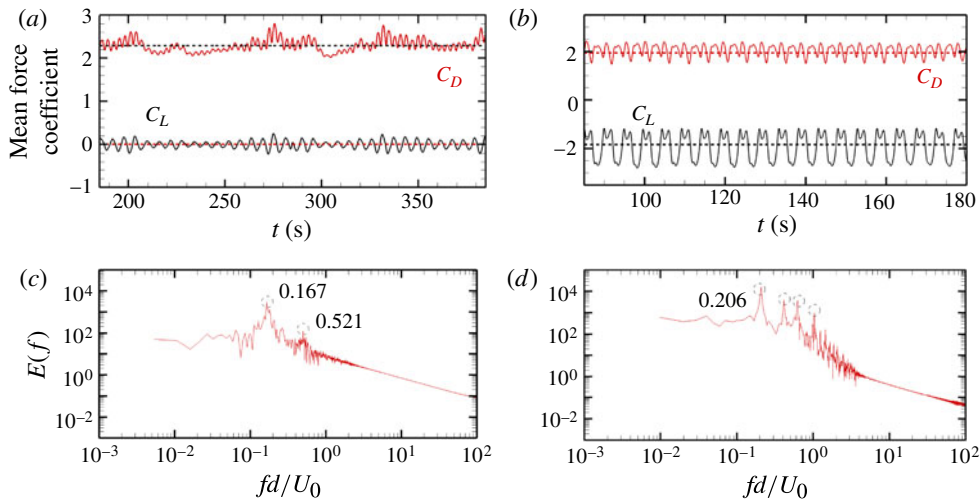 (a)
3
2
1
0
−1
Mean force
coefficient
C_D
C_L
200
250
300
350
t (s)
(b)
2
0
−2
C_D
C_L
100
120
140
160
180
t (s)
(c)
10^4
10^2
10^0
10^−2
E(f)
0.167
0.521
10^−3
10^−2
10^−1
10^0
10^1
10^2
fd/U_0
(d)
10^4
10^2
10^0
10^−2
0.206
10^−3
10^−2
10^−1
10^0
10^1
10^2
fd/U_0